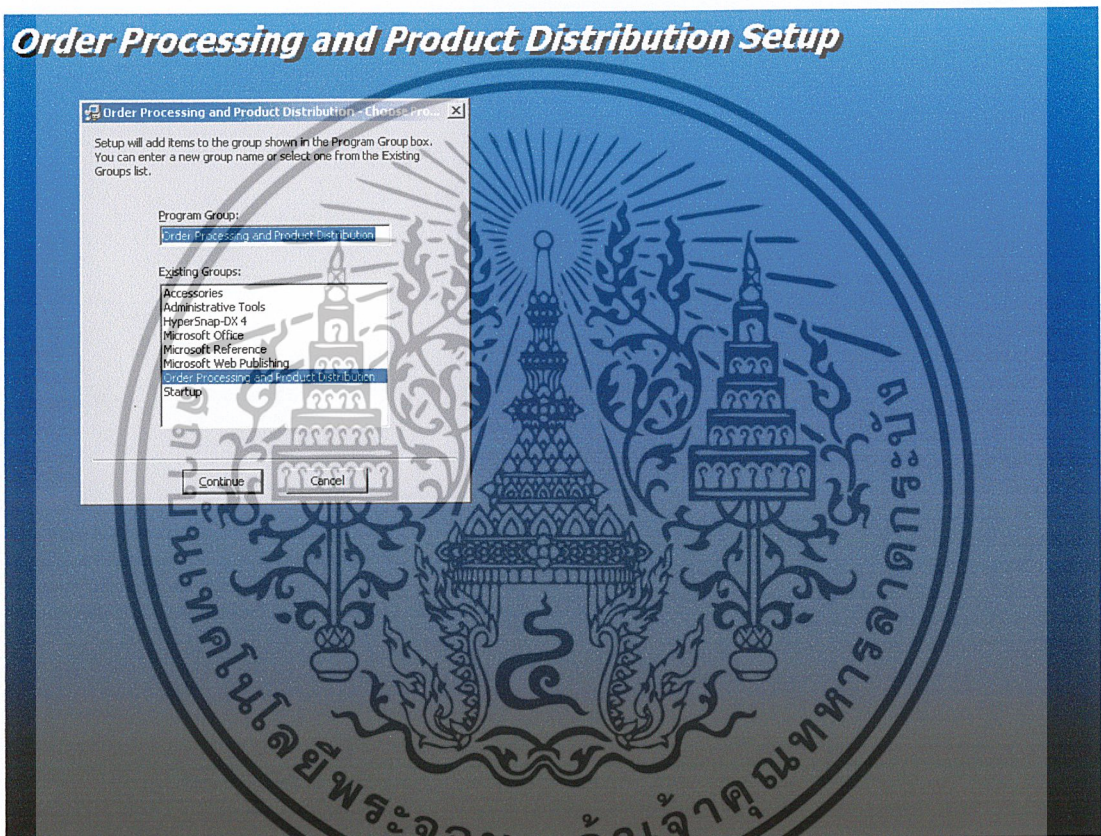 Order Processing and Product Distribution Setup
Order Processing and Product Distribution - Choose Pro...
Setup will add items to the group shown in the Program Group box.
You can enter a new group name or select one from the Existing
Groups list.
Program Group:
Order Processing and Product Distribution
Existing Groups:
Accessories
Administrative Tools
HyperSnap-DX 4
Microsoft Office
Microsoft Reference
Microsoft Web Publishing
Order Processing and Product Distribution
Startup
Continue
Cancel